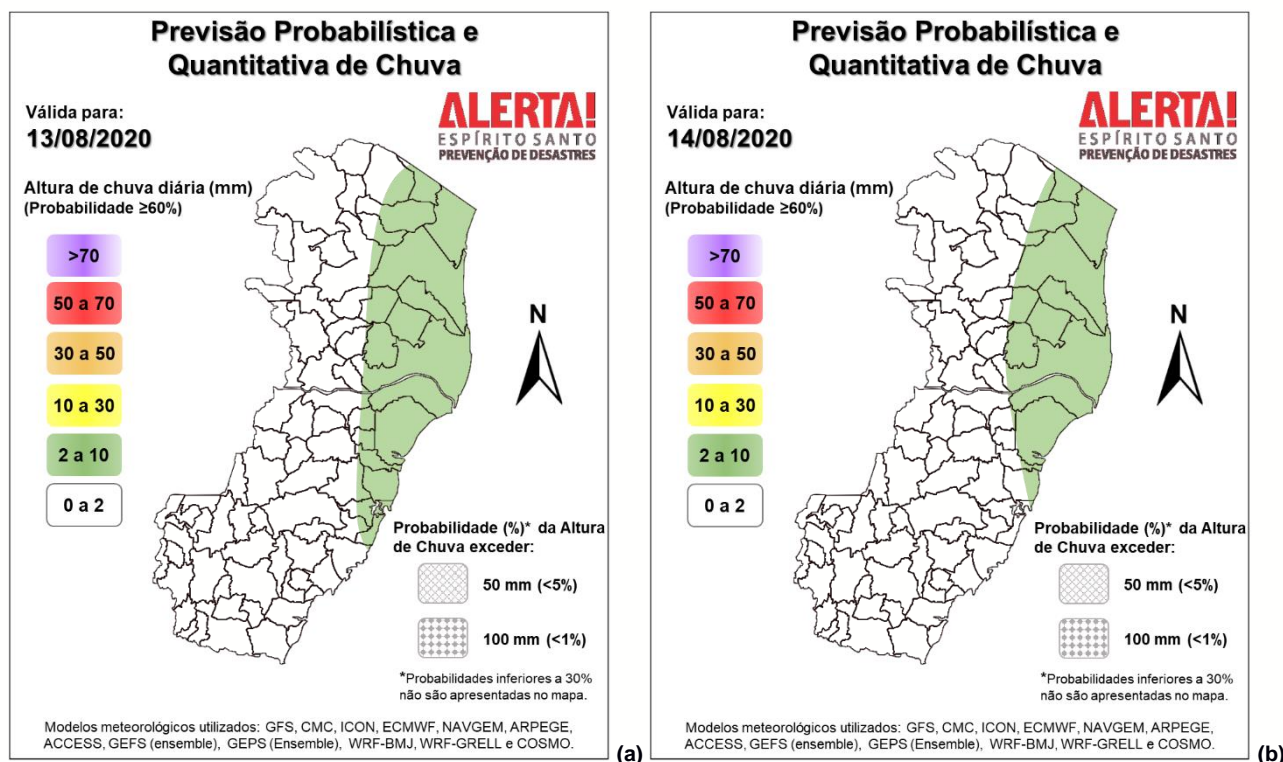 Previsão Probabilística e
Quantitativa de Chuva
Válida para:
13/08/2020
ALERTA!
ESPÍRITO SANTO
PREVENÇÃO DE DESASTRES
Altura de chuva diária (mm)
(Probabilidade ≥60%)
>70
50 a 70
30 a 50
10 a 30
2 a 10
0 a 2
N
Probabilidade (%)* da Altura
de Chuva exceder:
50 mm (<5%)
100 mm (<1%)
*Probabilidades inferiores a 30%
não são apresentadas no mapa.
Modelos meteorológicos utilizados: GFS, CMC, ICON, ECMWF, NAVGEM, ARPEGE,
ACCESS, GEFS (ensemble), GEPS (Ensemble), WRF-BMJ, WRF-GRELL e COSMO.
(a)
Previsão Probabilística e
Quantitativa de Chuva
Válida para:
14/08/2020
ALERTA!
ESPÍRITO SANTO
PREVENÇÃO DE DESASTRES
Altura de chuva diária (mm)
(Probabilidade ≥60%)
>70
50 a 70
30 a 50
10 a 30
2 a 10
0 a 2
N
Probabilidade (%)* da Altura
de Chuva exceder:
50 mm (<5%)
100 mm (<1%)
*Probabilidades inferiores a 30%
não são apresentadas no mapa.
Modelos meteorológicos utilizados: GFS, CMC, ICON, ECMWF, NAVGEM, ARPEGE,
ACCESS, GEFS (ensemble), GEPS (Ensemble), WRF-BMJ, WRF-GRELL e COSMO.
(b)